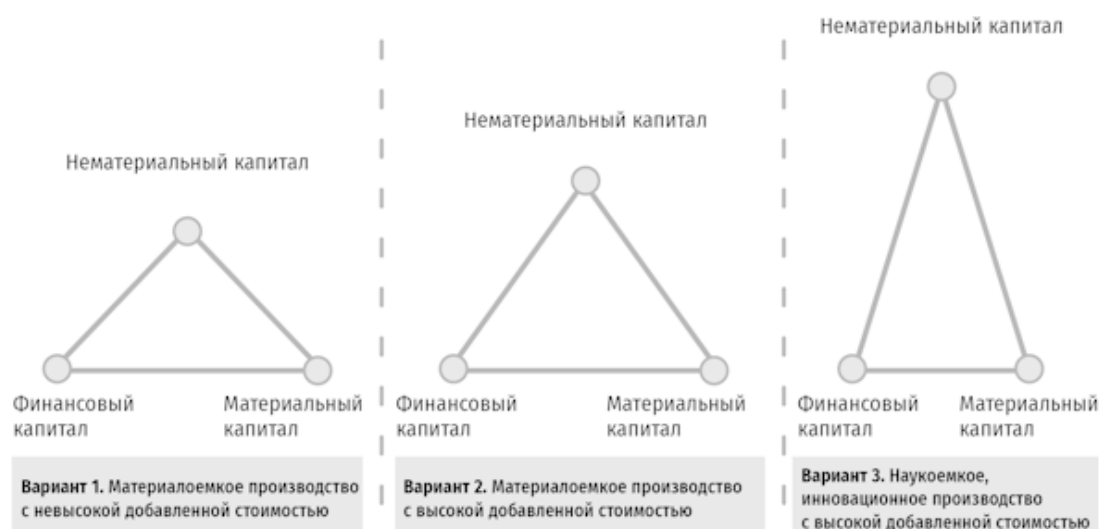 Нематериальный капитал
Финансовый
капитал
Материальный
капитал
Вариант 1. Материалоемкое производство
с невысокой добавленной стоимостью
Нематериальный капитал
Финансовый
капитал
Материальный
капитал
Вариант 2. Материалоемкое производство
с высокой добавленной стоимостью
Нематериальный капитал
Финансовый
капитал
Материальный
капитал
Вариант 3. Наукоемкое,
инновационное производство
с высокой добавленной стоимостью